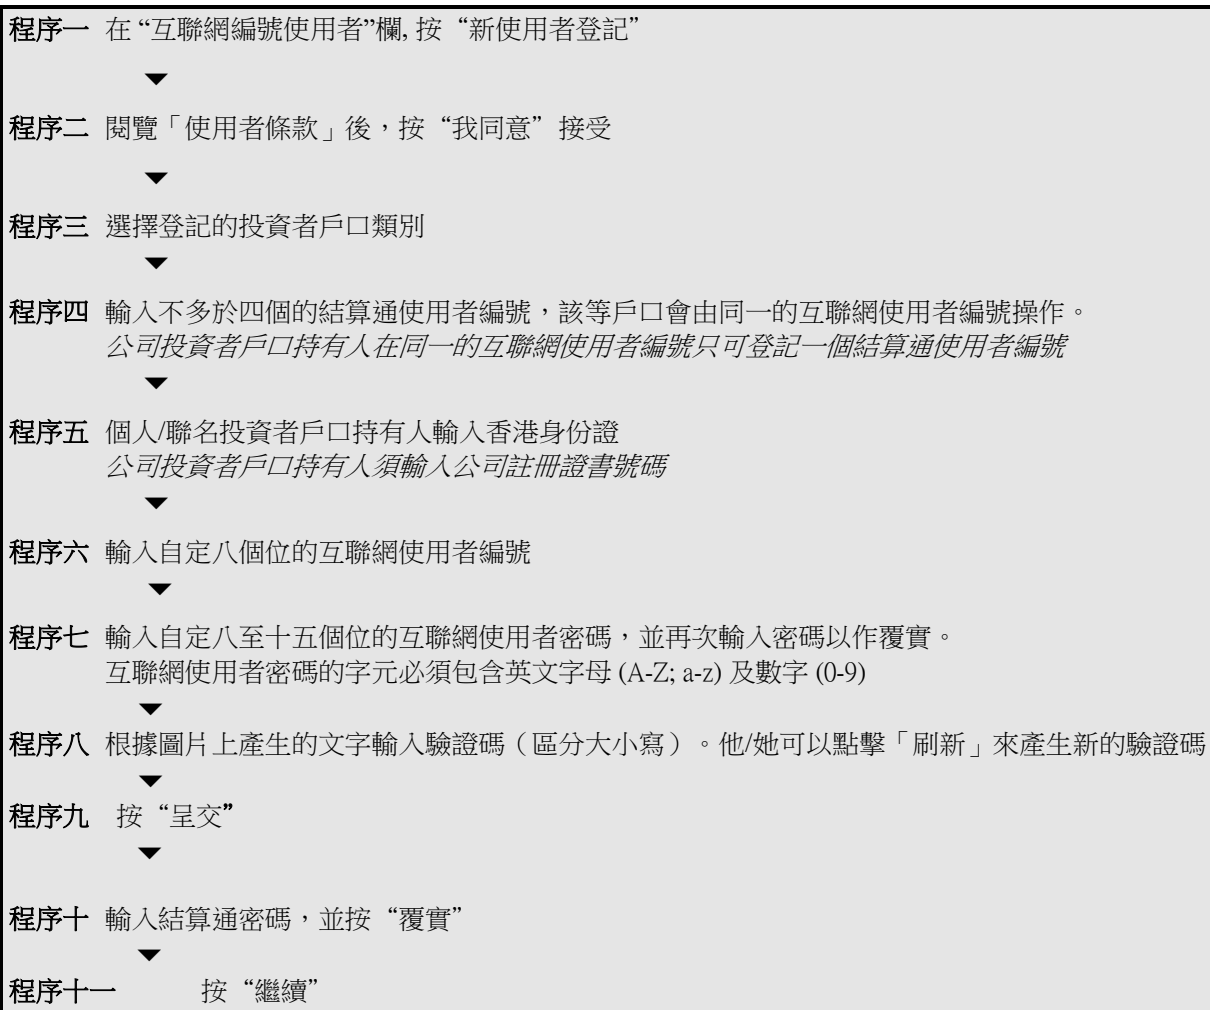 程序一 在 “互聯網編號使用者”欄, 按“新使用者登記”
程序二 閱覽「使用者條款」後，按“我同意”接受
程序三 選擇登記的投資者戶口類別
程序四 輸入不多於四個的結算通使用者編號，該等戶口會由同一的互聯網使用者編號操作。
公司投資者戶口持有人在同一的互聯網使用者編號只可登記一個結算通使用者編號
程序五 個人/聯名投資者戶口持有人輸入香港身份證
公司投資者戶口持有人須輸入公司註冊證書號碼
程序六 輸入自定八個位的互聯網使用者編號
程序七 輸入自定八至十五個位的互聯網使用者密碼，並再次輸入密碼以作覆實。
互聯網使用者密碼的字元必須包含英文字母 (A-Z; a-z) 及數字 (0-9)
程序八 根據圖片上產生的文字輸入驗證碼（區分大小寫）。他/她可以點擊「刷新」來產生新的驗證碼
程序九 按“呈交”
程序十 輸入結算通密碼，並按“覆實”
程序十一 按“繼續”